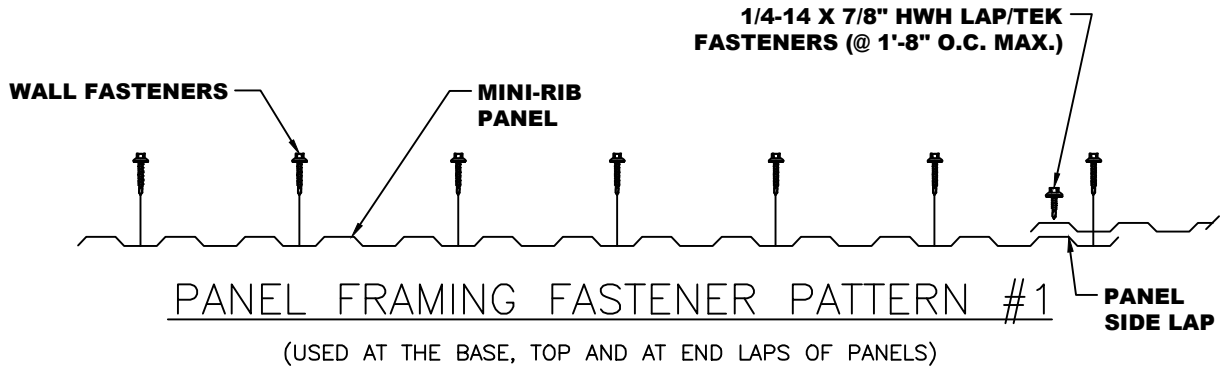 1/4-14 X 7/8" HWH LAP/TEK
FASTENERS (@ 1'-8" O.C. MAX.)
WALL FASTENERS
MINI-RIB
PANEL
PANEL FRAMING FASTENER PATTERN #1
PANEL
SIDE LAP
(USED AT THE BASE, TOP AND AT END LAPS OF PANELS)